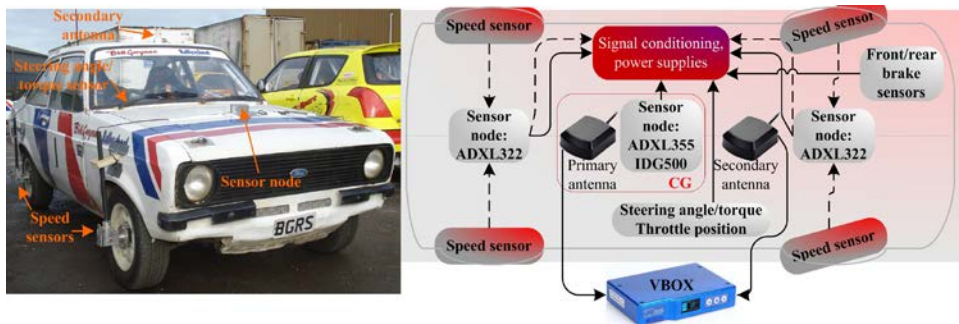 Secondary
antenna
Steering angle/
torque sensor
Sensor node
Speed
sensors
BGRS
Speed sensor
Speed sensor
Signal conditioning,
power supplies
Front/rear
brake
sensors
Sensor
node:
ADXL322
Sensor
node:
ADXL355
IDG500
CG
Primary
antenna
Secondary
antenna
Sensor
node:
ADXL322
Steering angle/torque
Throttle position
Speed sensor
Speed sensor
VBOX